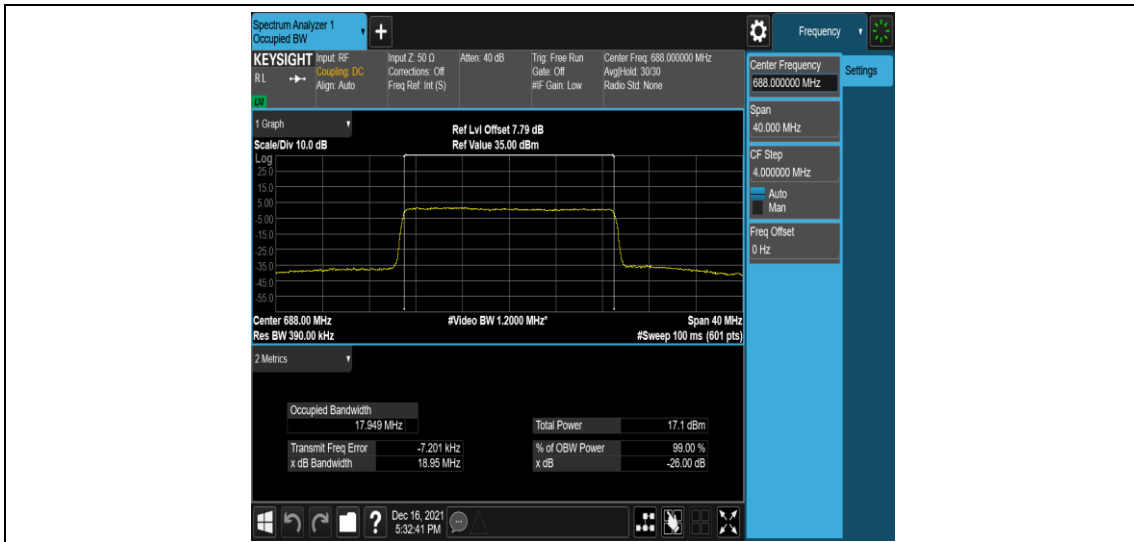 Spectrum Analyzer 1
Occupied BW
+
Frequency
KEYSIGHT
RL
LXI
Input: RF
Coupling: DC
Align: Auto
Input Z: 50 Ω
Corrections: Off
Freq Ref: Int (S)
Atten: 40 dB
Trig: Free Run
Gate: Off
#IF Gain: Low
Center Freq: 688.000000 MHz
Avg|Hold: 30/30
Radio Std: None
Center Frequency
688.000000 MHz
Settings
Span
40.000 MHz
CF Step
4.000000 MHz
Auto
Man
Freq Offset
0 Hz
1 Graph
Scale/Div 10.0 dB
Ref Lvl Offset 7.79 dB
Ref Value 35.00 dBm
Log
25.0
15.0
5.00
-5.00
-15.0
-25.0
-35.0
-45.0
-55.0
Center 688.00 MHz
#Video BW 1.2000 MHz*
Span 40 MHz
Res BW 390.00 kHz
#Sweep 100 ms (601 pts)
2 Metrics
Occupied Bandwidth
17.949 MHz
Total Power 17.1 dBm
Transmit Freq Error -7.201 kHz
% of OBW Power 99.00 %
x dB Bandwidth 18.95 MHz
x dB -26.00 dB
?
Dec 16, 2021
5:32:41 PM